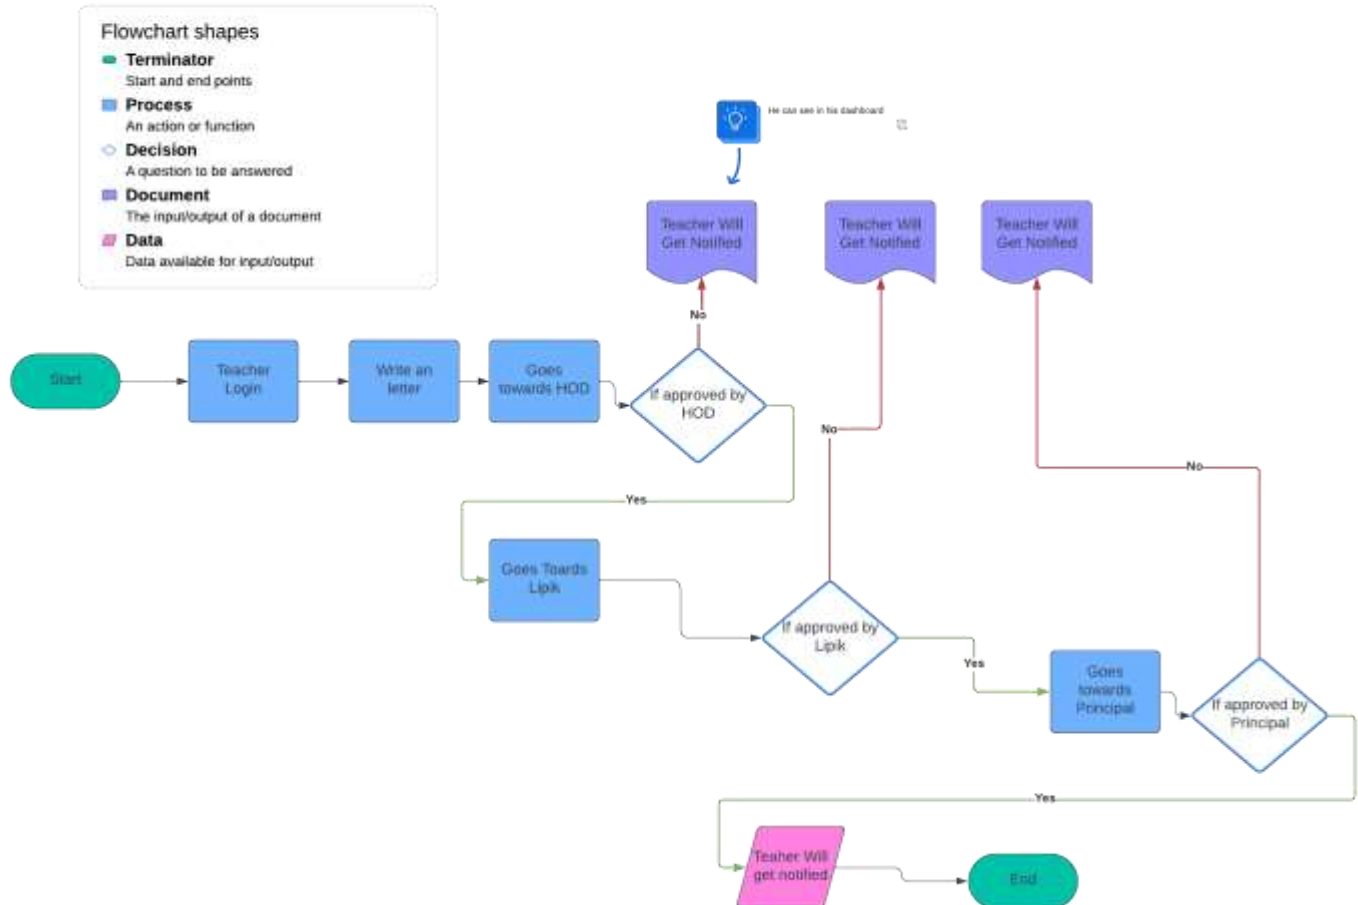 Flowchart shapes
Terminator
Start and end points
Process
An action or function
Decision
A question to be answered
Document
The input/output of a document
Data
Data available for input/output
He can see in his dashboard
Teacher Will
Get Notified
Teacher Will
Get Notified
Teacher Will
Get Notified
No
Start
Teacher
Login
Write an
letter
Goes
towards HOD
If approved by
HOD
No
No
Yes
Goes Toards
Lipik
If approved by
Lipik
Yes
Goes
towards
Principal
If approved by
Principal
Yes
Teaher Will
get notified
End